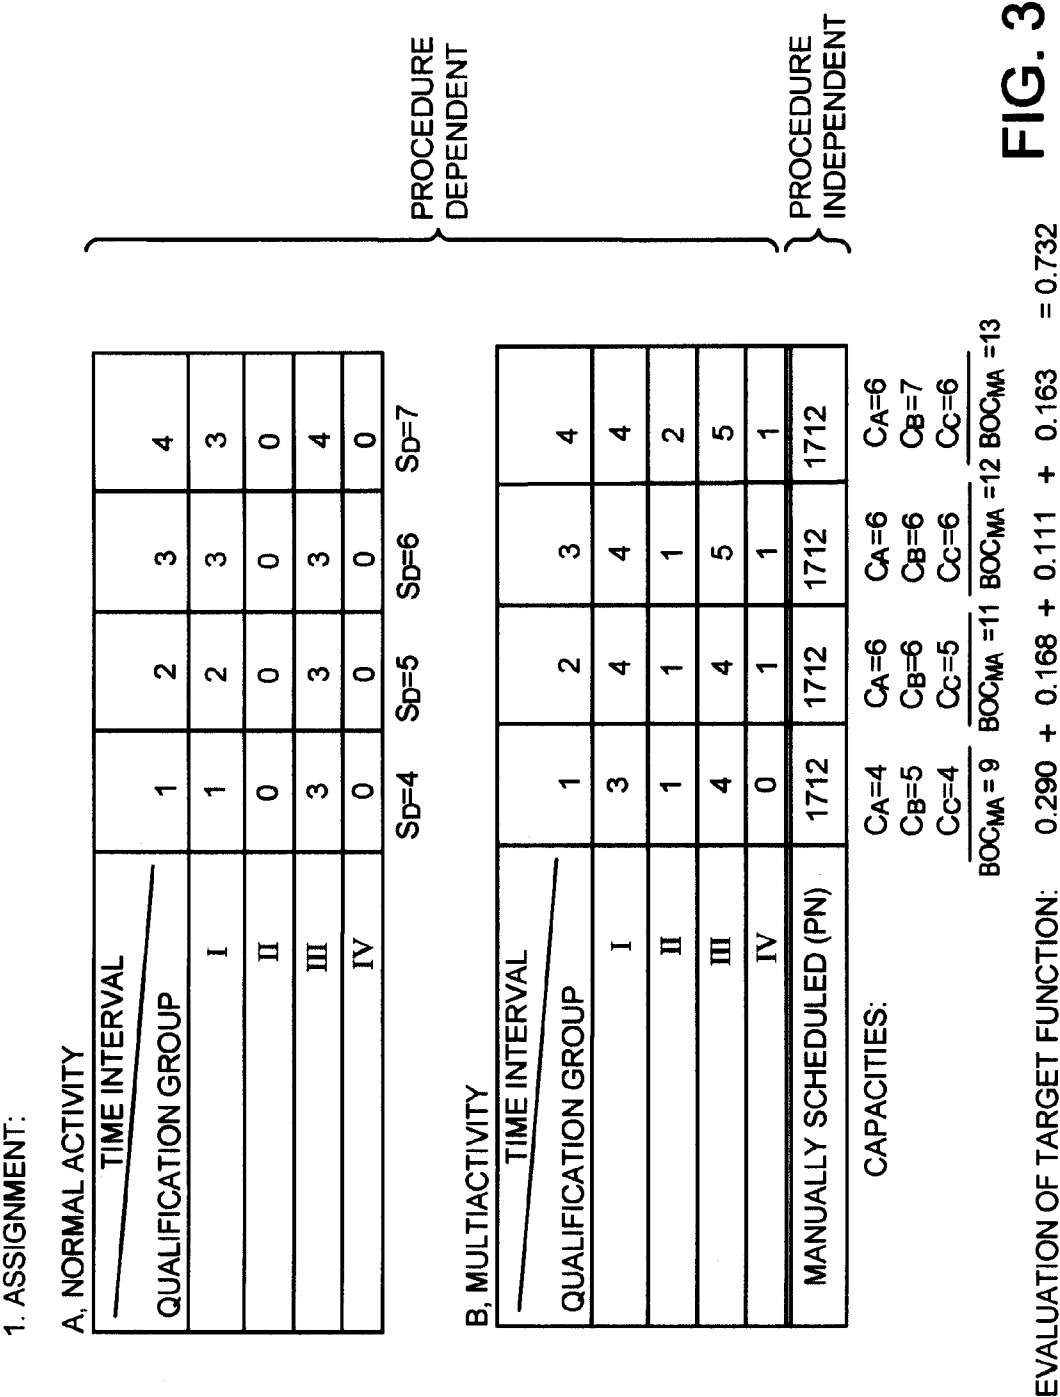 1. ASSIGNMENT:
A, NORMAL ACTIVITY
TIME INTERVAL
QUALIFICATION GROUP 1 2 3 4
I 1 2 3 3
II 0 0 0 0
III 3 3 3 4
IV 0 0 0 0
SD=4 SD=5 SD=6 SD=7
PROCEDURE
DEPENDENT
B, MULTIACTIVITY
TIME INTERVAL
QUALIFICATION GROUP 1 2 3 4
I 3 4 4 4
II 1 1 1 2
III 4 4 5 5
IV 0 1 1 1
MANUALLY SCHEDULED (PN) 1712 1712 1712 1712
PROCEDURE
INDEPENDENT
CAPACITIES: CA=4 CA=6 CA=6 CA=6
CB=5 CB=6 CB=6 CB=7
CC=4 CC=5 CC=6 CC=6
BOCMA = 9 BOCMA =11 BOCMA =12 BOCMA =13
EVALUATION OF TARGET FUNCTION: 0.290 + 0.168 + 0.111 + 0.163 = 0.732
FIG. 3